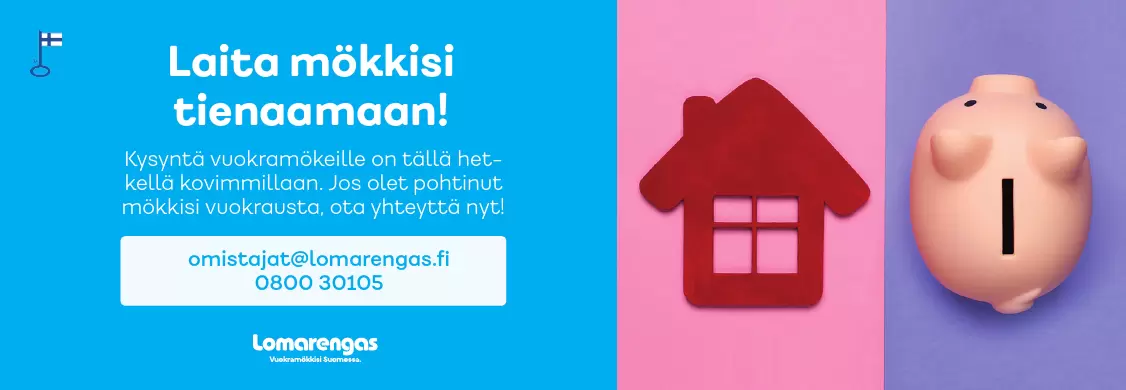 Laita mökkisi
tienaamaan!
Kysyntä vuokramökeille on tällä het-
kellä kovimmillaan. Jos olet pohtinut
mökkisi vuokrausta, ota yhteyttä nyt!
omistajat@lomarengas.fi
0800 30105
Lomarengas
Vuokramökkisi Suomessa.